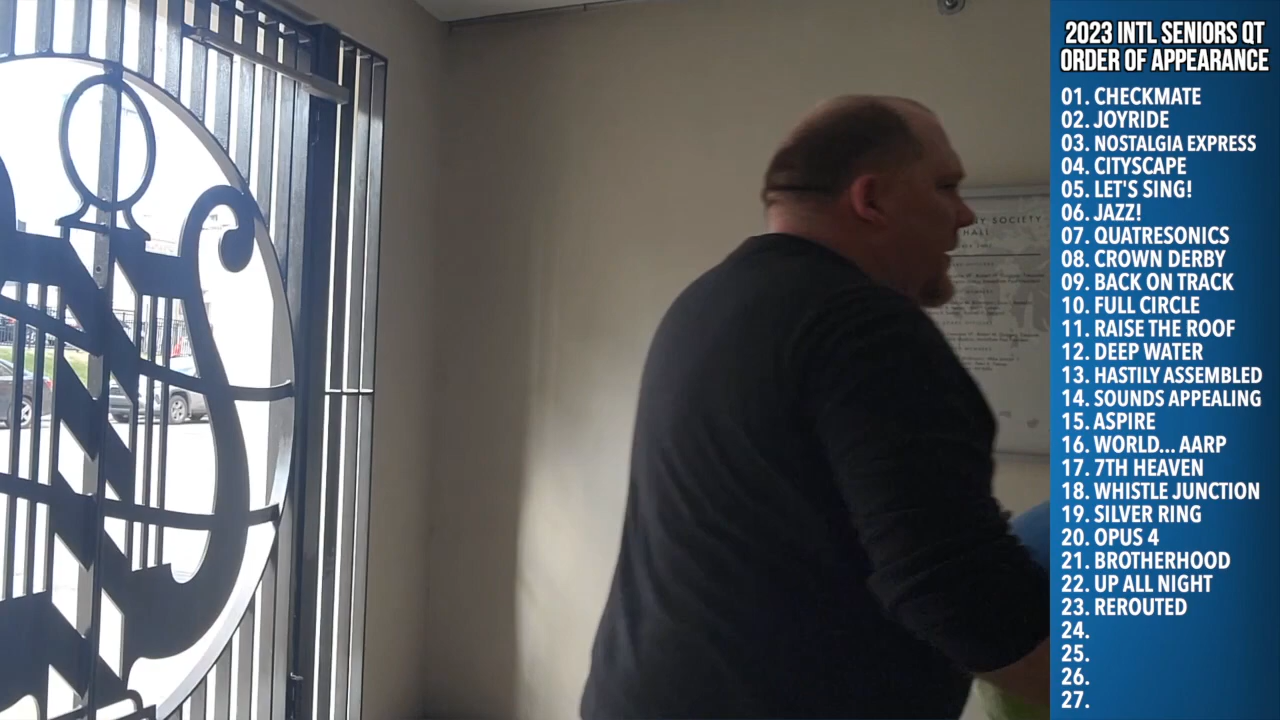 RY SOCIETY
HALL
2023 INTL SENIORS QT
ORDER OF APPEARANCE
01. CHECKMATE
02. JOYRIDE
03. NOSTALGIA EXPRESS
04. CITYSCAPE
05. LET'S SING!
06. JAZZ!
07. QUATRESONICS
08. CROWN DERBY
09. BACK ON TRACK
10. FULL CIRCLE
11. RAISE THE ROOF
12. DEEP WATER
13. HASTILY ASSEMBLED
14. SOUNDS APPEALING
15. ASPIRE
16. WORLD... AARP
17. 7TH HEAVEN
18. WHISTLE JUNCTION
19. SILVER RING
20. OPUS 4
21. BROTHERHOOD
22. UP ALL NIGHT
23. REROUTED
24.
25.
26.
27.